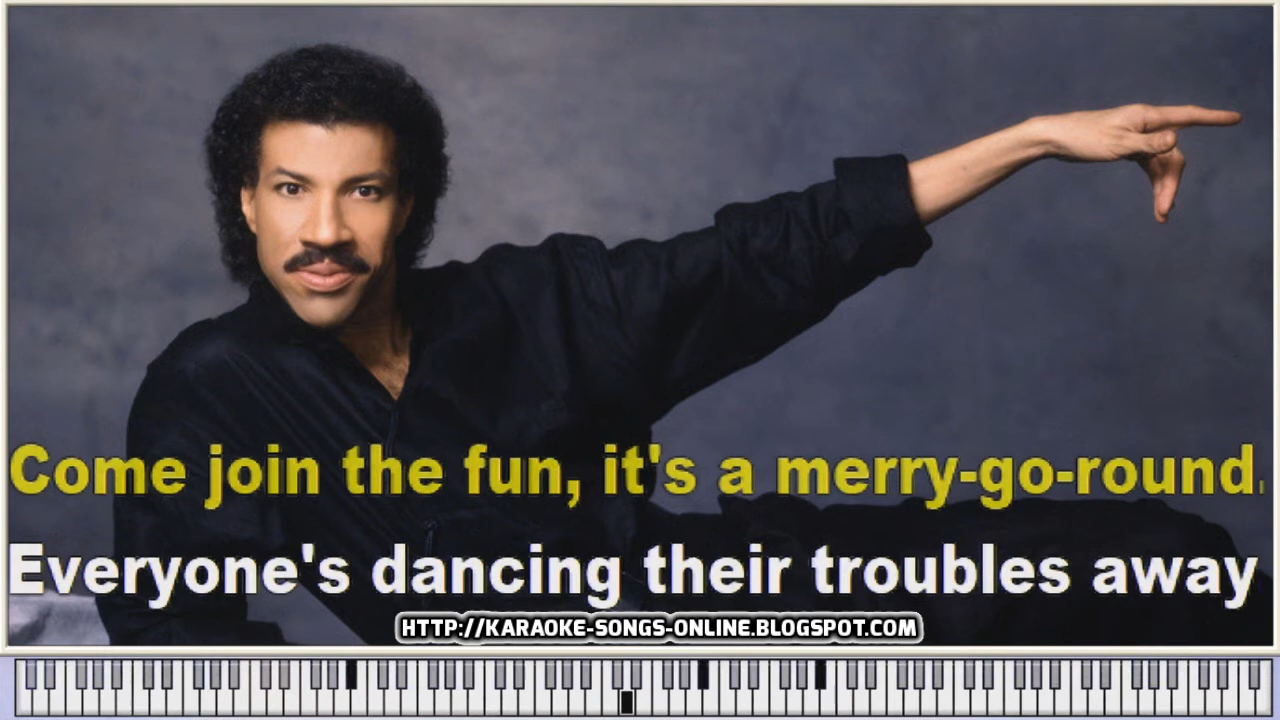 Come join the fun, it's a merry-go-round.
Everyone's dancing their troubles away
HTTP://KARAOKE-SONGS-ONLINE.BLOGSPOT.COM